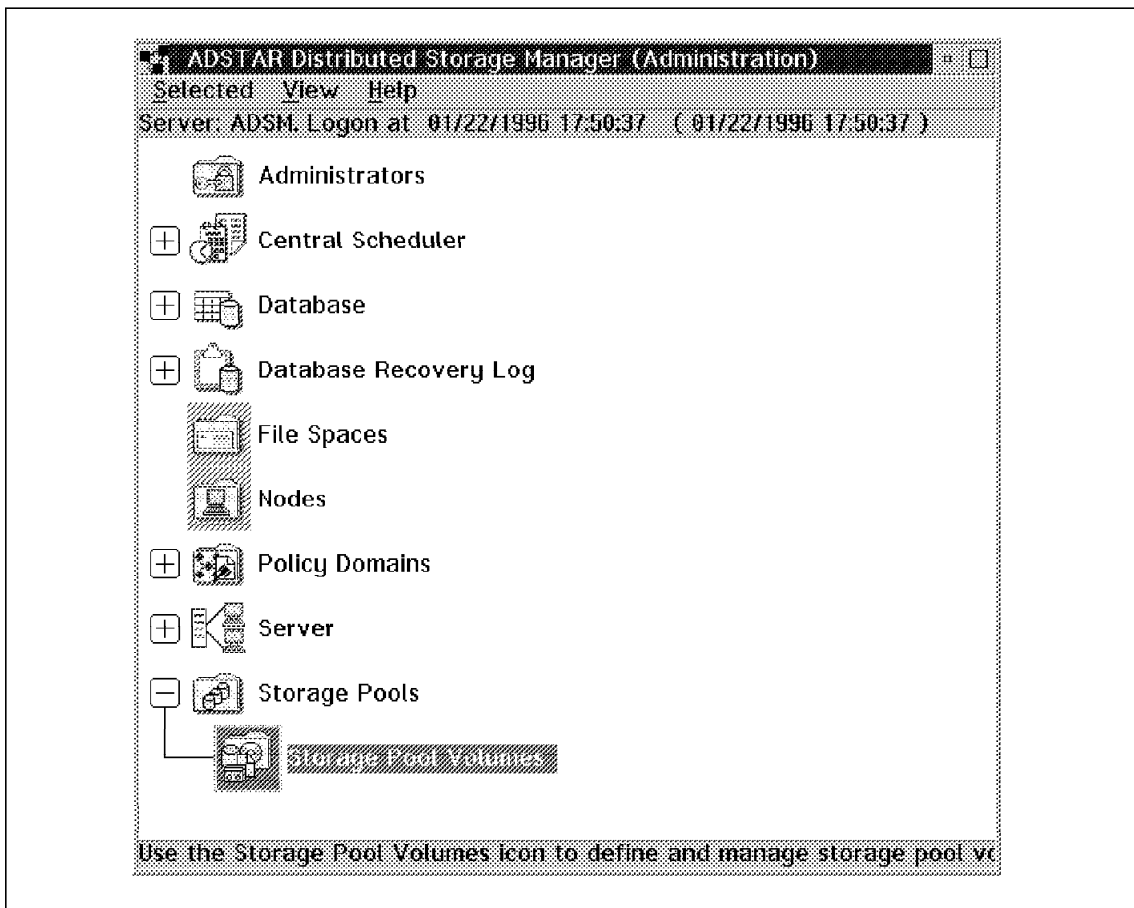 ADSTAR Distributed Storage Manager (Administration)
Selected View Help
Server: ADSM. Logon at 01/22/1996 17:50:37 ( 01/22/1996 17:50:37 )
Administrators
Central Scheduler
Database
Database Recovery Log
File Spaces
Nodes
Policy Domains
Server
Storage Pools
Storage Pool Volumes
Use the Storage Pool Volumes icon to define and manage storage pool vo